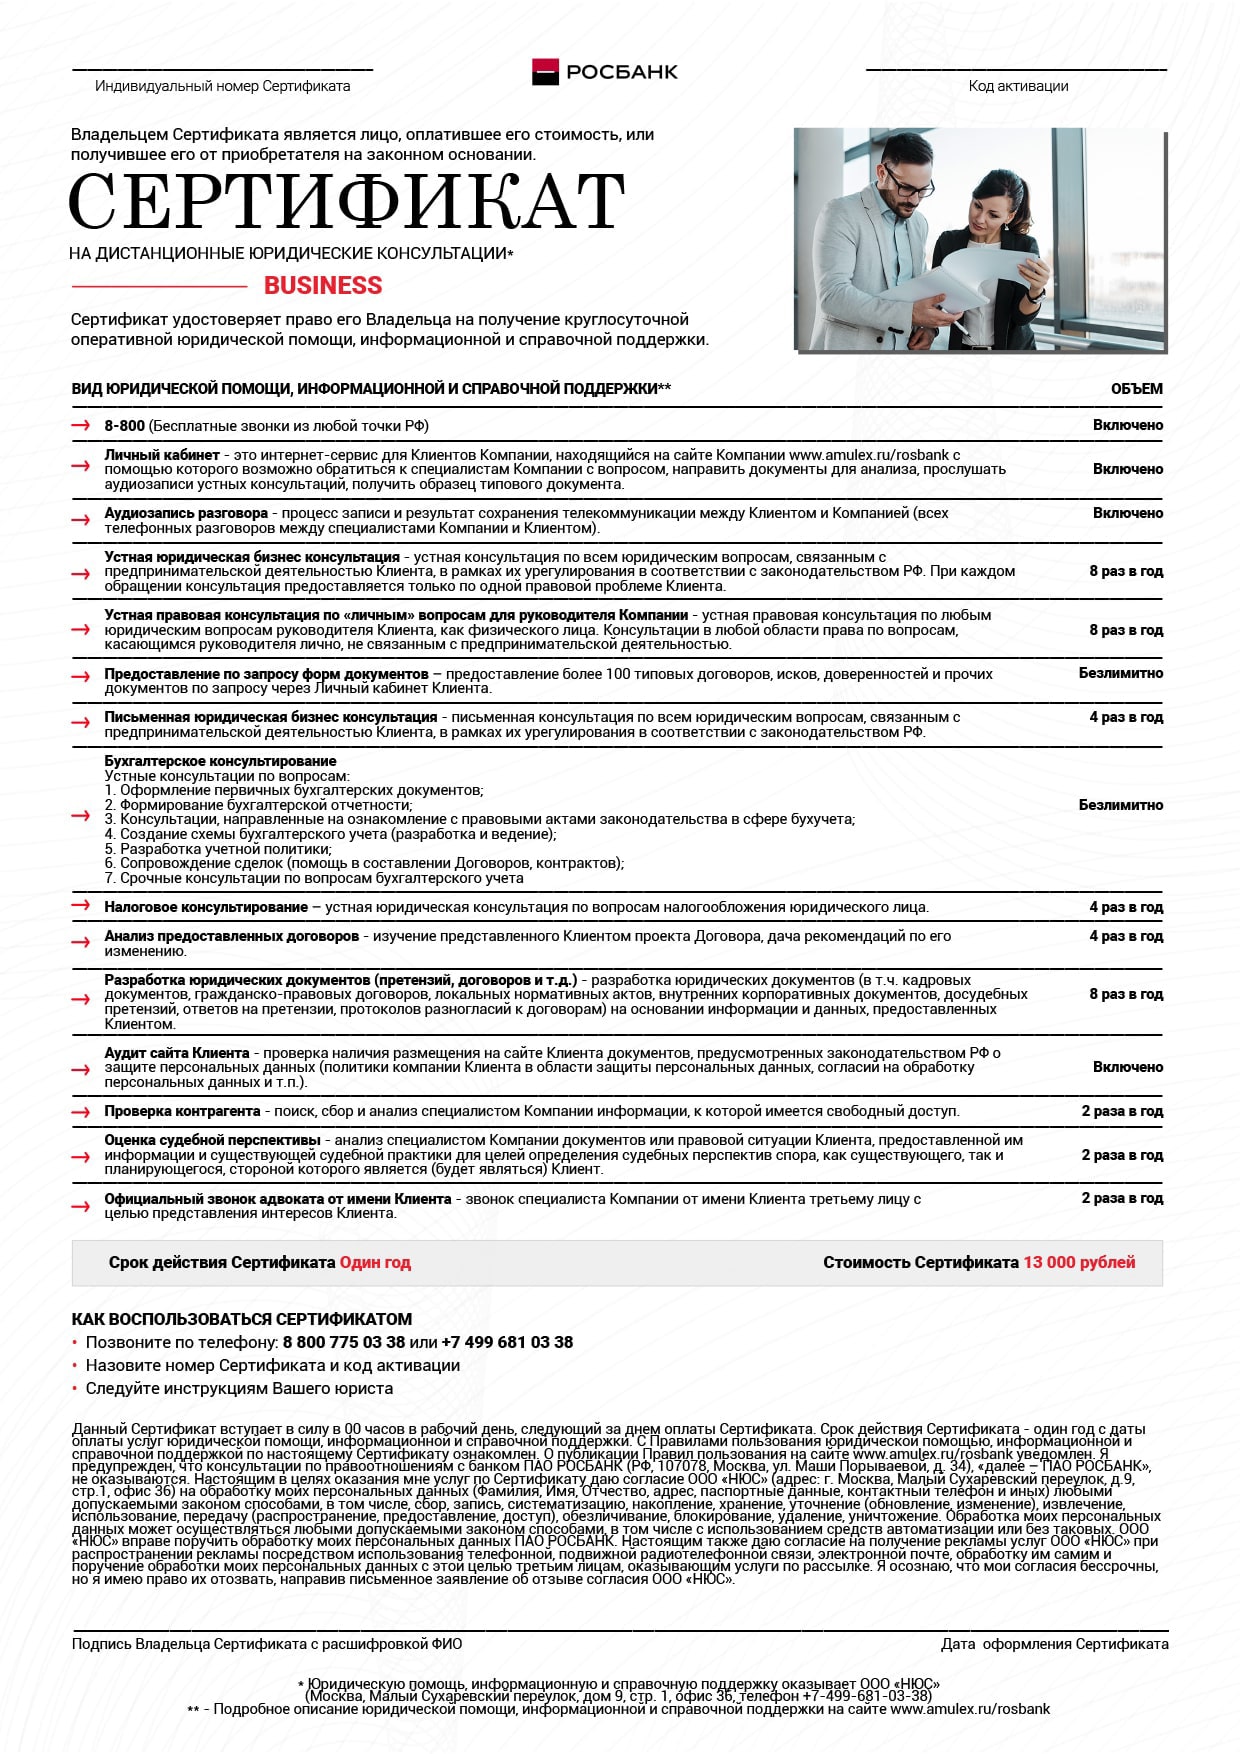 РОСБАНК
Индивидуальный номер Сертификата
Код активации
Владельцем Сертификата является лицо, оплатившее его стоимость, или
получившее его от приобретателя на законном основании.
СЕРТИФИКАТ
НА ДИСТАНЦИОННЫЕ ЮРИДИЧЕСКИЕ КОНСУЛЬТАЦИИ*
BUSINESS
Сертификат удостоверяет право его Владельца на получение круглосуточной
оперативной юридической помощи, информационной и справочной поддержки.
ВИД ЮРИДИЧЕСКОЙ ПОМОЩИ, ИНФОРМАЦИОННОЙ И СПРАВОЧНОЙ ПОДДЕРЖКИ** ОБЪЕМ
→ 8-800 (Бесплатные звонки из любой точки РФ) Включено
Личный кабинет - это интернет-сервис для Клиентов Компании, находящийся на сайте Компании www.amulex.ru/rosbank с
→ помощью которого возможно обратиться к специалистам Компании с вопросом, направить документы для анализа, прослушать Включено
аудиозаписи устных консультаций, получить образец типового документа.
→ Аудиозапись разговора - процесс записи и результат сохранения телекоммуникации между Клиентом и Компанией (всех Включено
телефонных разговоров между специалистами Компании и Клиентом).
Устная юридическая бизнес консультация - устная консультация по всем юридическим вопросам, связанным с
→ предпринимательской деятельностью Клиента, в рамках их урегулирования в соответствии с законодательством РФ. При каждом 8 раз в год
обращении консультация предоставляется только по одной правовой проблеме Клиента.
Устная правовая консультация по «личным» вопросам для руководителя Компании - устная правовая консультация по любым
→ юридическим вопросам руководителя Клиента, как физического лица. Консультации в любой области права по вопросам, 8 раз в год
касающимся руководителя лично, не связанным с предпринимательской деятельностью.
→ Предоставление по запросу форм документов – предоставление более 100 типовых договоров, исков, доверенностей и прочих Безлимитно
документов по запросу через Личный кабинет Клиента.
→ Письменная юридическая бизнес консультация - письменная консультация по всем юридическим вопросам, связанным с 4 раз в год
предпринимательской деятельностью Клиента, в рамках их урегулирования в соответствии с законодательством РФ.
Бухгалтерское консультирование
Устные консультации по вопросам:
1. Оформление первичных бухгалтерских документов;
2. Формирование бухгалтерской отчетности; Безлимитно
→ 3. Консультации, направленные на ознакомление с правовыми актами законодательства в сфере бухучета;
4. Создание схемы бухгалтерского учета (разработка и ведение);
5. Разработка учетной политики;
6. Сопровождение сделок (помощь в составлении Договоров, контрактов);
7. Срочные консультации по вопросам бухгалтерского учета
→ Налоговое консультирование – устная юридическая консультация по вопросам налогообложения юридического лица. 4 раз в год
→ Анализ предоставленных договоров - изучение представленного Клиентом проекта Договора, дача рекомендаций по его 4 раз в год
изменению.
Разработка юридических документов (претензий, договоров и т.д.) - разработка юридических документов (в т.ч. кадровых
→ документов, гражданско-правовых договоров, локальных нормативных актов, внутренних корпоративных документов, досудебных 8 раз в год
претензий, ответов на претензии, протоколов разногласий к договорам) на основании информации и данных, предоставленных
Клиентом.
Аудит сайта Клиента - проверка наличия размещения на сайте Клиента документов, предусмотренных законодательством РФ о
→ защите персональных данных (политики компании Клиента в области защиты персональных данных, согласий на обработку Включено
персональных данных и т.п.).
→ Проверка контрагента - поиск, сбор и анализ специалистом Компании информации, к которой имеется свободный доступ. 2 раза в год
Оценка судебной перспективы - анализ специалистом Компании документов или правовой ситуации Клиента, предоставленной им
→ информации и существующей судебной практики для целей определения судебных перспектив спора, как существующего, так и 2 раза в год
планирующегося, стороной которого является (будет являться) Клиент.
→ Официальный звонок адвоката от имени Клиента - звонок специалиста Компании от имени Клиента третьему лицу с 2 раза в год
целью представления интересов Клиента.
Срок действия Сертификата Один год Стоимость Сертификата 13 000 рублей
КАК ВОСПОЛЬЗОВАТЬСЯ СЕРТИФИКАТОМ
• Позвоните по телефону: 8 800 775 03 38 или +7 499 681 03 38
• Назовите номер Сертификата и код активации
• Следуйте инструкциям Вашего юриста
Данный Сертификат вступает в силу в 00 часов в рабочий день, следующий за днем оплаты Сертификата. Срок действия Сертификата - один год с даты
оплаты услуг юридической помощи, информационной и справочной поддержки. С Правилами пользования юридической помощью, информационной и
справочной поддержкой по настоящему Сертификату ознакомлен. О публикации Правил пользования на сайте www.amulex.ru/rosbank уведомлен. Я
предупрежден, что консультации по правоотношениям с банком ПАО РОСБАНК (РФ, 107078, Москва, ул. Маши Порываевой, д. 34), «далее – ПАО РОСБАНК»,
не оказываются. Настоящим в целях оказания мне услуг по Сертификату даю согласие ООО «НЮС» (адрес: г. Москва, Малый Сухаревский переулок, д.9,
стр.1, офис 36) на обработку моих персональных данных (Фамилия, Имя, Отчество, адрес, паспортные данные, контактный телефон и иных) любыми
допускаемыми законом способами, в том числе, сбор, запись, систематизацию, накопление, хранение, уточнение (обновление, изменение), извлечение,
использование, передачу (распространение, предоставление, доступ), обезличивание, блокирование, удаление, уничтожение. Обработка моих персональных
данных может осуществляться любыми допускаемыми законом способами, в том числе с использованием средств автоматизации или без таковых. ООО
«НЮС» вправе поручить обработку моих персональных данных ПАО РОСБАНК. Настоящим также даю согласие на получение рекламы услуг ООО «НЮС» при
распространении рекламы посредством использования телефонной, подвижной радиотелефонной связи, электронной почте, обработку им самим и
поручение обработки моих персональных данных с этой целью третьим лицам, оказывающим услуги по рассылке. Я осознаю, что мои согласия бессрочны,
но я имею право их отозвать, направив письменное заявление об отзыве согласия ООО «НЮС».
Подпись Владельца Сертификата с расшифровкой ФИО Дата оформления Сертификата
* Юридическую помощь, информационную и справочную поддержку оказывает ООО «НЮС»
(Москва, Малый Сухаревский переулок, дом 9, стр. 1, офис 36, телефон +7-499-681-03-38)
** - Подробное описание юридической помощи, информационной и справочной поддержки на сайте www.amulex.ru/rosbank